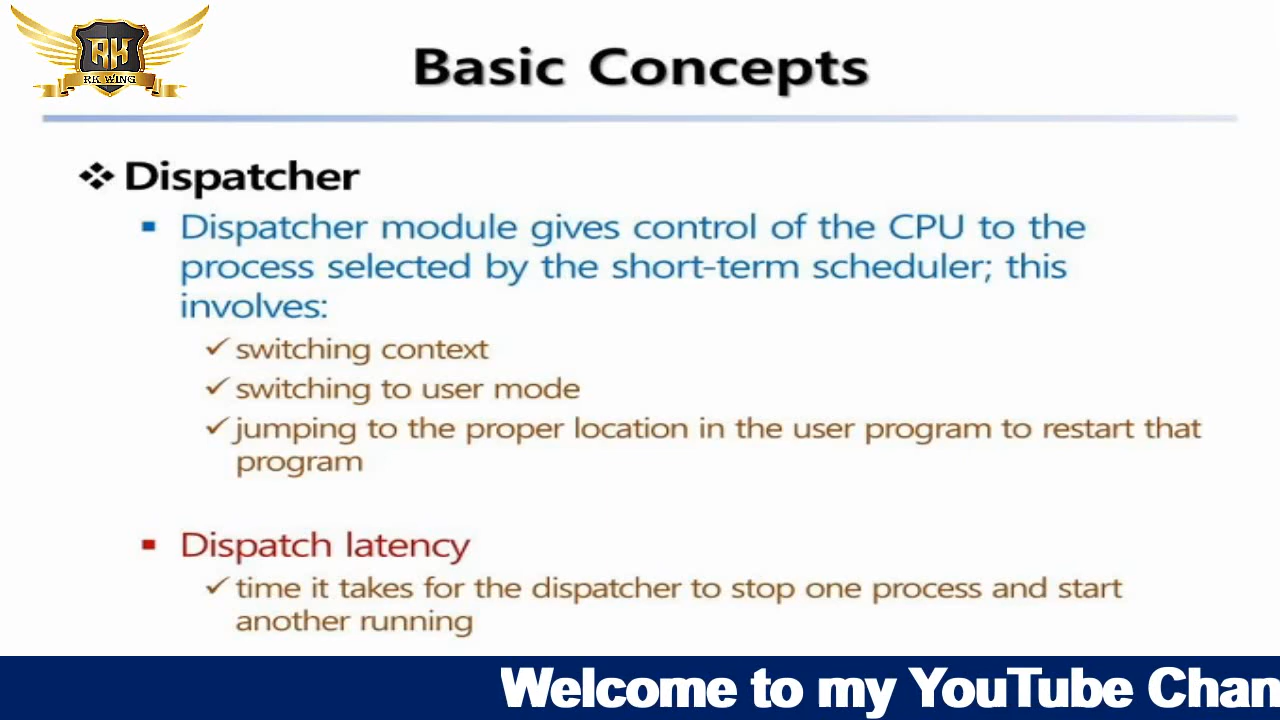 RK
RK WING
Basic Concepts
❖ Dispatcher
▪ Dispatcher module gives control of the CPU to the
process selected by the short-term scheduler; this
involves:
✓ switching context
✓ switching to user mode
✓ jumping to the proper location in the user program to restart that
program
▪ Dispatch latency
✓ time it takes for the dispatcher to stop one process and start
another running
Welcome to my YouTube Chan